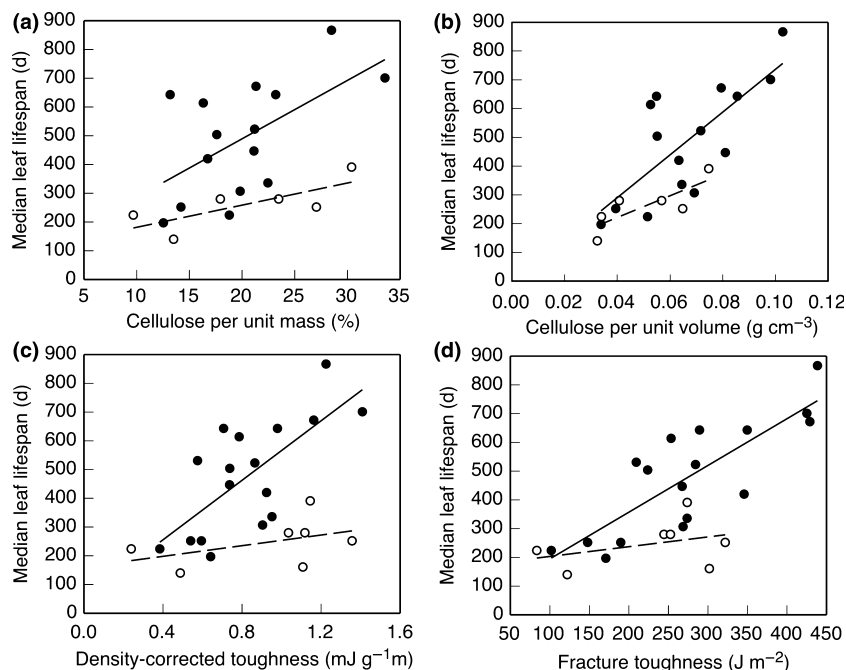 (a)
900
800
700
600
500
400
300
200
100
0
Median leaf lifespan (d)
5 10 15 20 25 30 35
Cellulose per unit mass (%)
(b)
900
800
700
600
500
400
300
200
100
0
Median leaf lifespan (d)
0.00 0.02 0.04 0.06 0.08 0.10 0.12
Cellulose per unit volume (g cm⁻³)
(c)
900
800
700
600
500
400
300
200
100
0.0
Median leaf lifespan (d)
0.0 0.4 0.8 1.2 1.6
Density-corrected toughness (mJ g⁻¹m)
(d)
900
800
700
600
500
400
300
200
100
0
Median leaf lifespan (d)
50 100 150 200 250 300 350 400 450
Fracture toughness (J m⁻²)